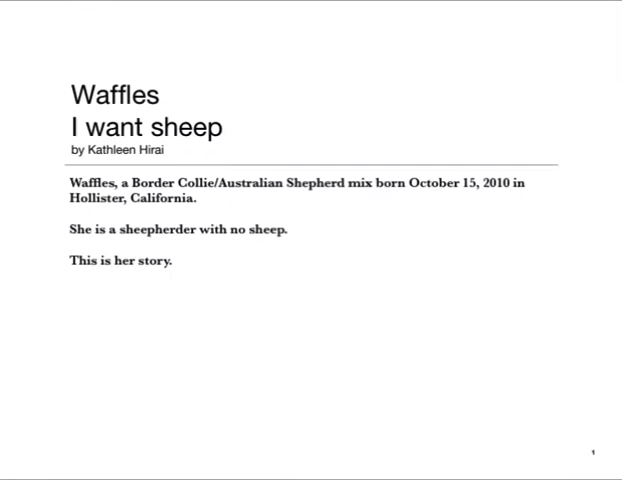 Waffles
I want sheep
by Kathleen Hirai
Waffles, a Border Collie/Australian Shepherd mix born October 15, 2010 in
Hollister, California.
She is a sheepherder with no sheep.
This is her story.
1